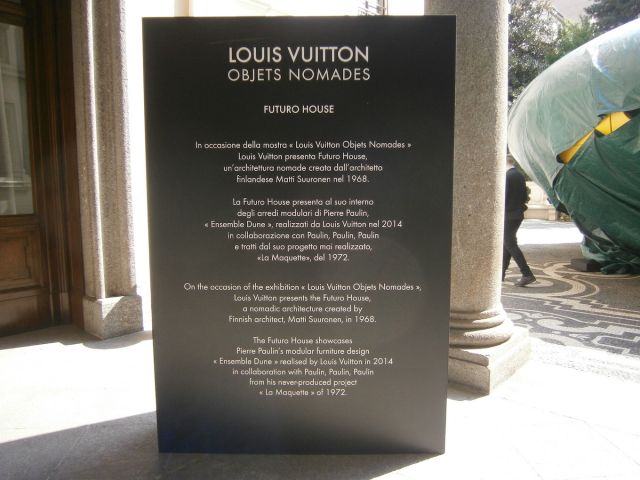 LOUIS VUITTON
OBJETS NOMADES
FUTURO HOUSE
In occasione della mostra « Louis Vuitton Objets Nomades »
Louis Vuitton presenta Futuro House,
un'architettura nomade creata dall'architetto
finlandese Matti Suuronen nel 1968.
La Futuro House presenta al suo interno
degli arredi modulari di Pierre Paulin,
« Ensemble Dune », realizzati da Louis Vuitton nel 2014
in collaborazione con Paulin, Paulin, Paulin
e tratti dal suo progetto mai realizzato,
«La Maquette», del 1972.
On the occasion of the exhibition « Louis Vuitton Objets Nomades »,
Louis Vuitton presents the Futuro House,
a nomadic architecture created by
Finnish architect, Matti Suuronen, in 1968.
The Futuro House showcases
Pierre Paulin's modular furniture design
« Ensemble Dune » realised by Louis Vuitton in 2014
in collaboration with Paulin, Paulin, Paulin
from his never-produced project
« La Maquette » of 1972.